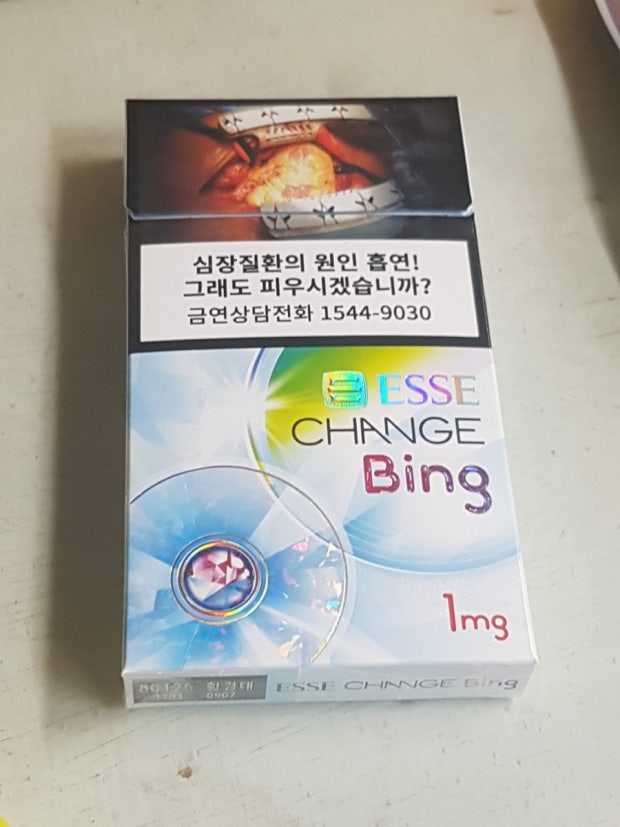 심장질환의 원인 흡연!
그래도 피우시겠습니까?
금연상담전화 1544-9030
ESSE
CHANGE
Bing
1mg
ESSE CHANGE Bing